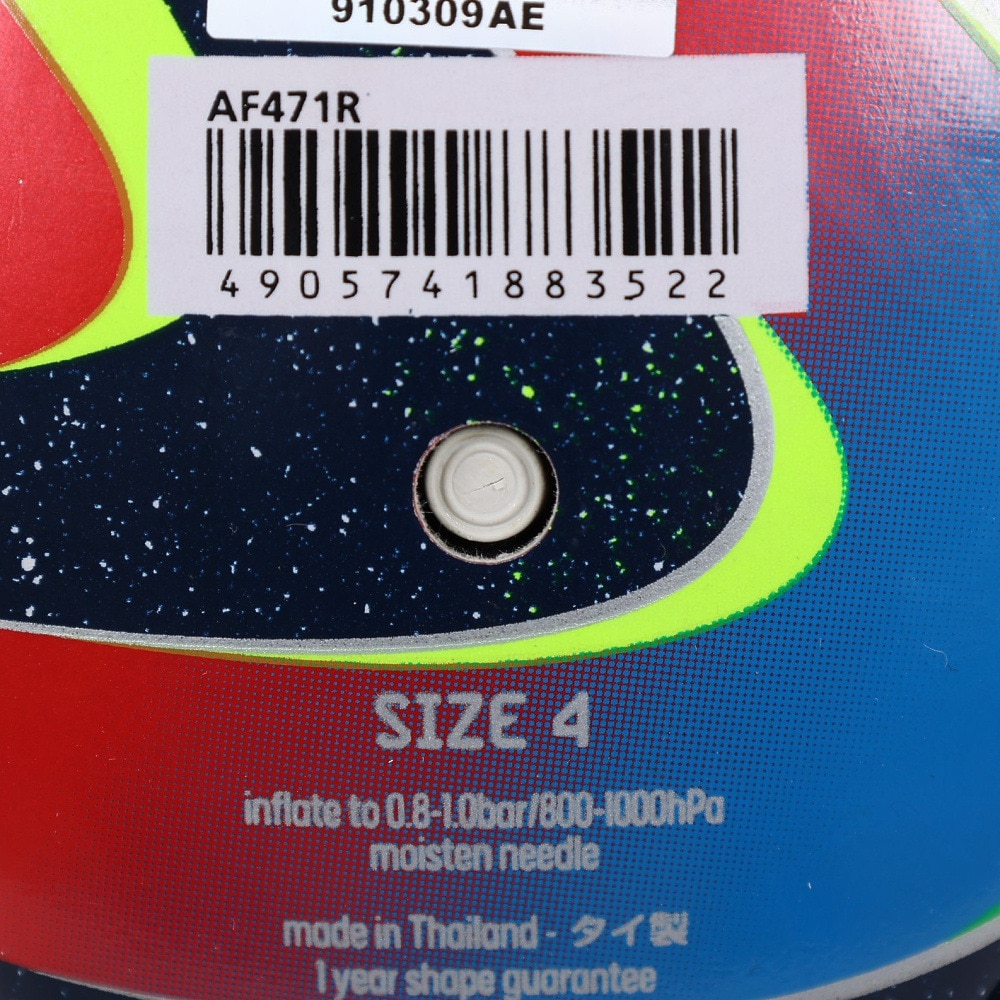 910309AE
AF471R
4905741883522
SIZE 4
inflate to 0.8-1.0bar/800-1000hPa
moisten needle
made in Thailand - タイ製
1 year shape guarantee